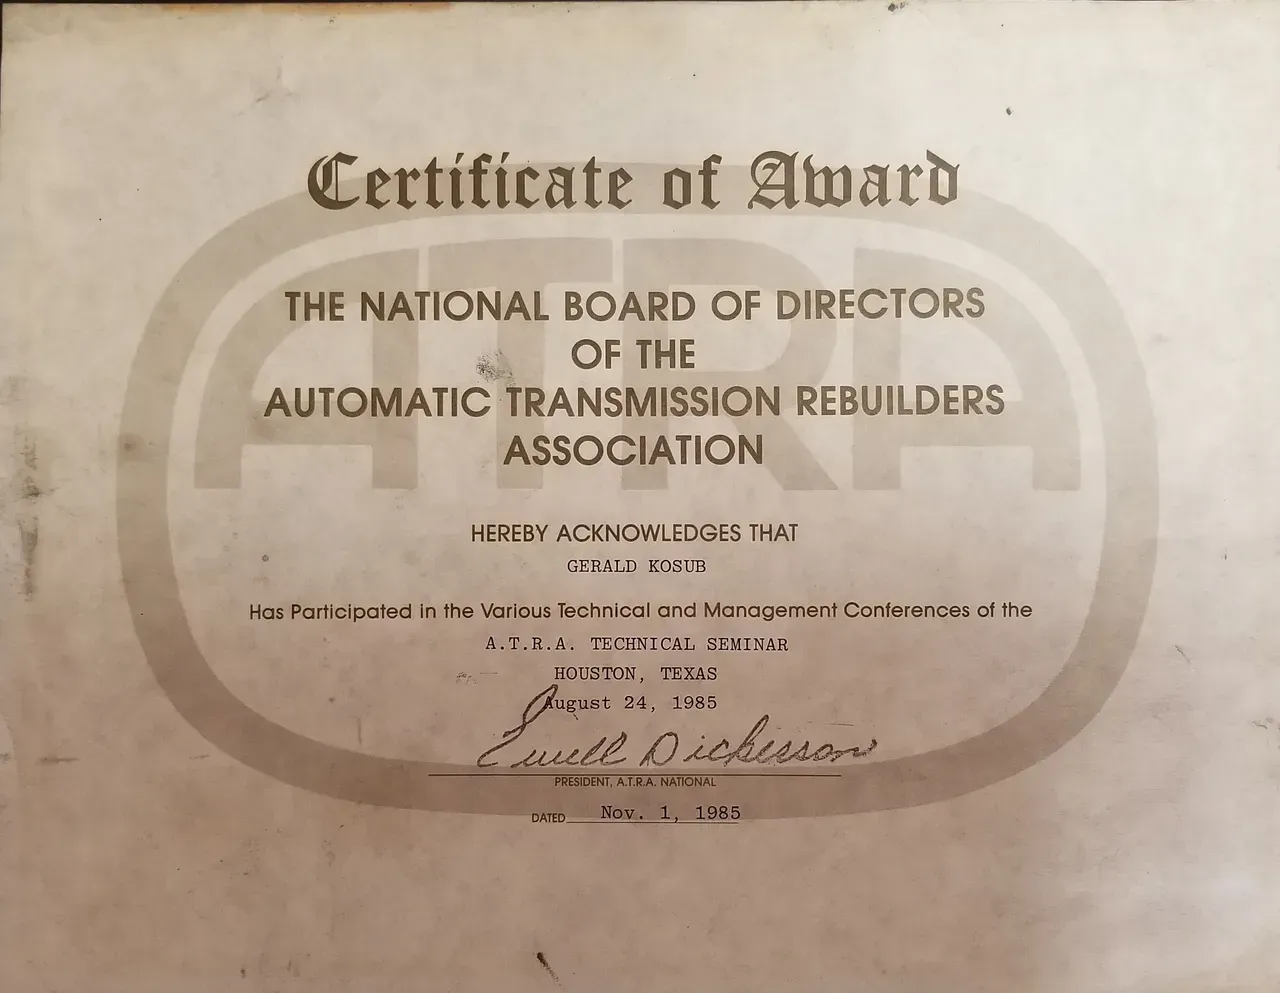 Certificate of Award
ATRA
THE NATIONAL BOARD OF DIRECTORS
OF THE
AUTOMATIC TRANSMISSION REBUILDERS
ASSOCIATION
HEREBY ACKNOWLEDGES THAT
GERALD KOSUB
Has Participated in the Various Technical and Management Conferences of the
A.T.R.A. TECHNICAL SEMINAR
HOUSTON, TEXAS
August 24, 1985
Ewell Dickerson
PRESIDENT, A.T.R.A. NATIONAL
DATED Nov. 1, 1985